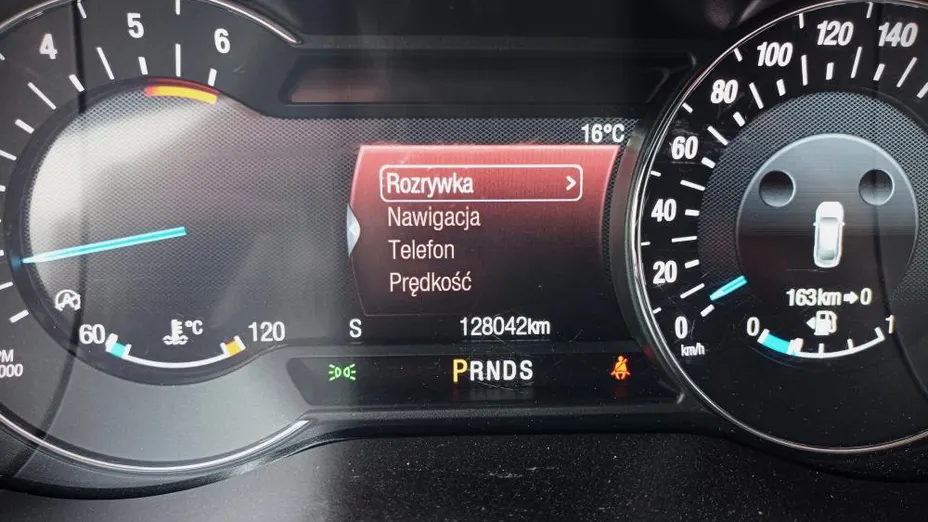 4 5 6
16°C
Rozrywka >
Nawigacja
Telefon
Prędkość
A
60 °C 120
S 128042km
PRNDS
0 20 40 60 80 100 120 140
km/h
163km→0
0 1